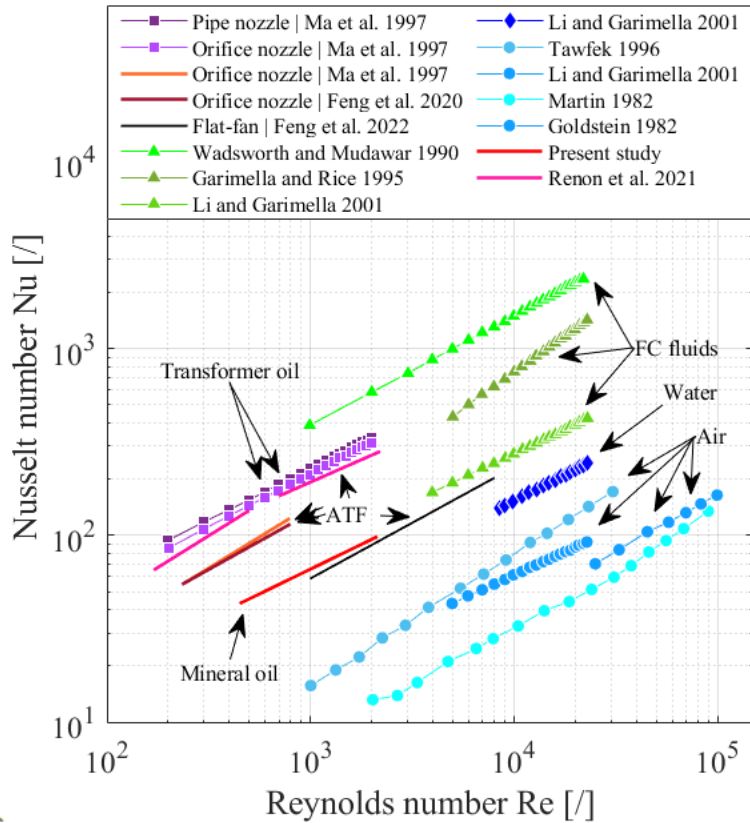 Pipe nozzle | Ma et al. 1997
Orifice nozzle | Ma et al. 1997
Orifice nozzle | Ma et al. 1997
Orifice nozzle | Feng et al. 2020
Flat-fan | Feng et al. 2022
Wadsworth and Mudawar 1990
Garimella and Rice 1995
Li and Garimella 2001
Li and Garimella 2001
Tawfek 1996
Li and Garimella 2001
Martin 1982
Goldstein 1982
Present study
Renon et al. 2021
10⁴
10³
10²
10¹
Nusselt number Nu [/]
FC fluids
Transformer oil
Water
Air
ATF
Mineral oil
10² 10³ 10⁴ 10⁵
Reynolds number Re [/]